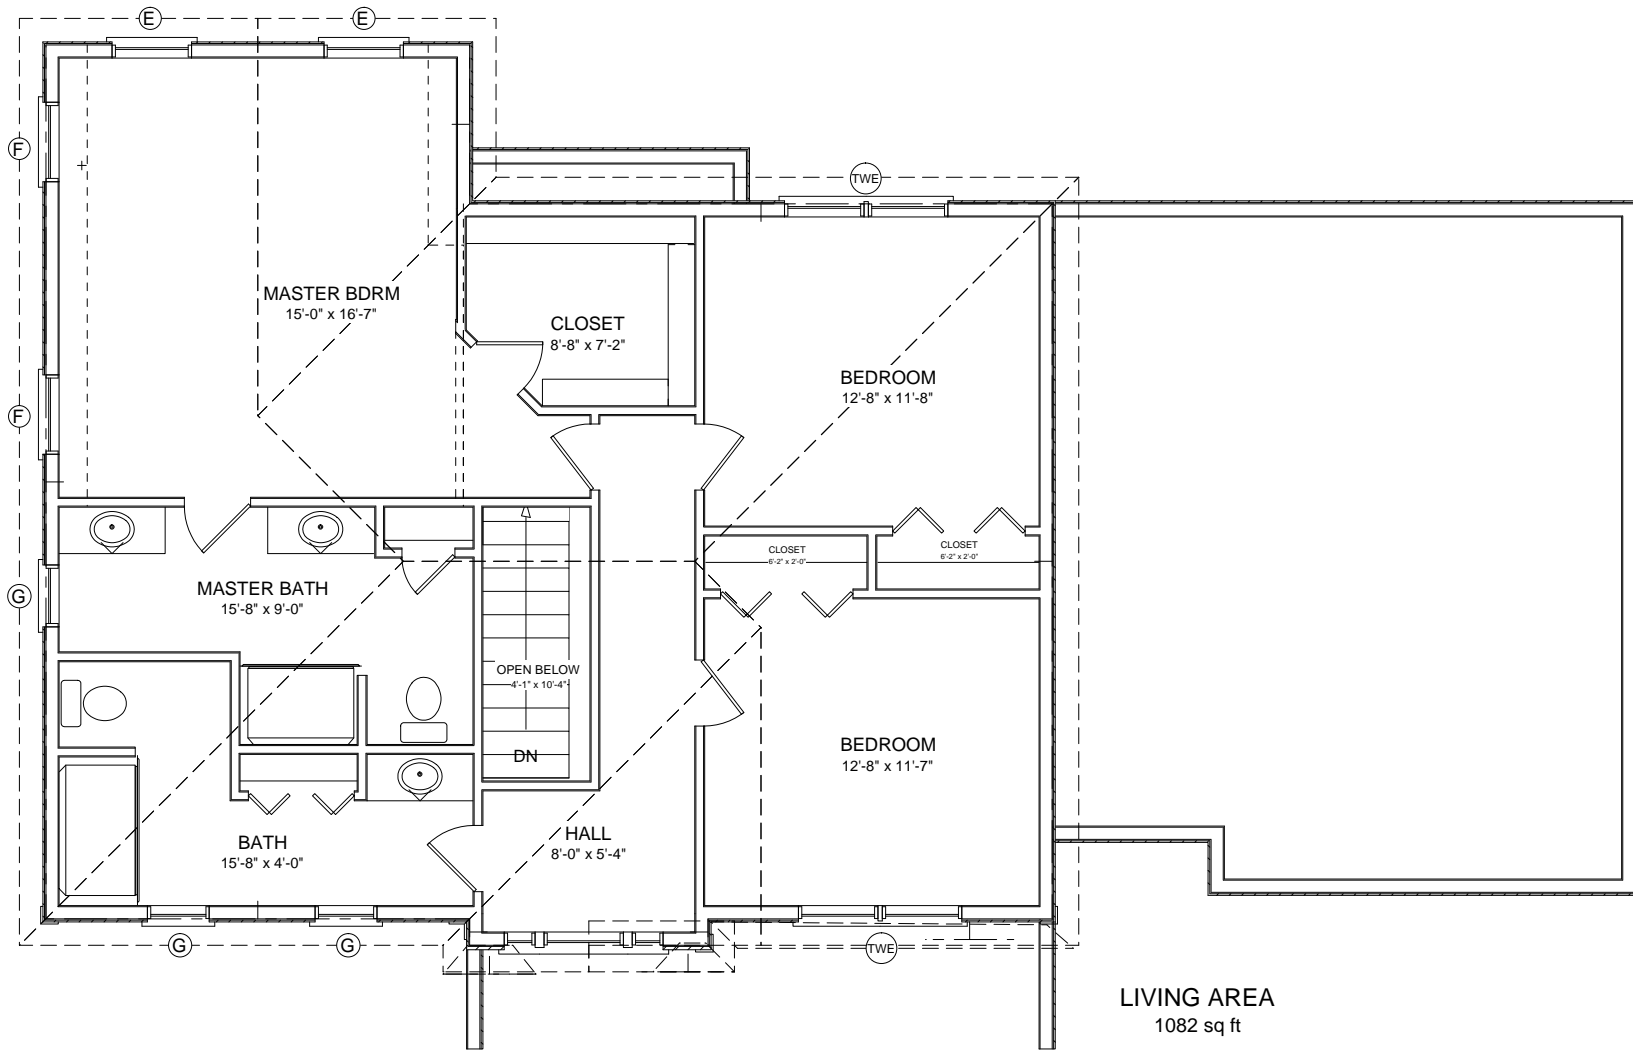 E
E
F
TWE
MASTER BDRM
15'-0" x 16'-7"
CLOSET
8'-8" x 7'-2"
BEDROOM
12'-8" x 11'-8"
F
CLOSET
6'-2" x 2'-0"
CLOSET
6'-2" x 2'-0"
G
MASTER BATH
15'-8" x 9'-0"
OPEN BELOW
4'-1" x 10'-4"
DN
BEDROOM
12'-8" x 11'-7"
BATH
15'-8" x 4'-0"
HALL
8'-0" x 5'-4"
G
G
TWE
LIVING AREA
1082 sq ft